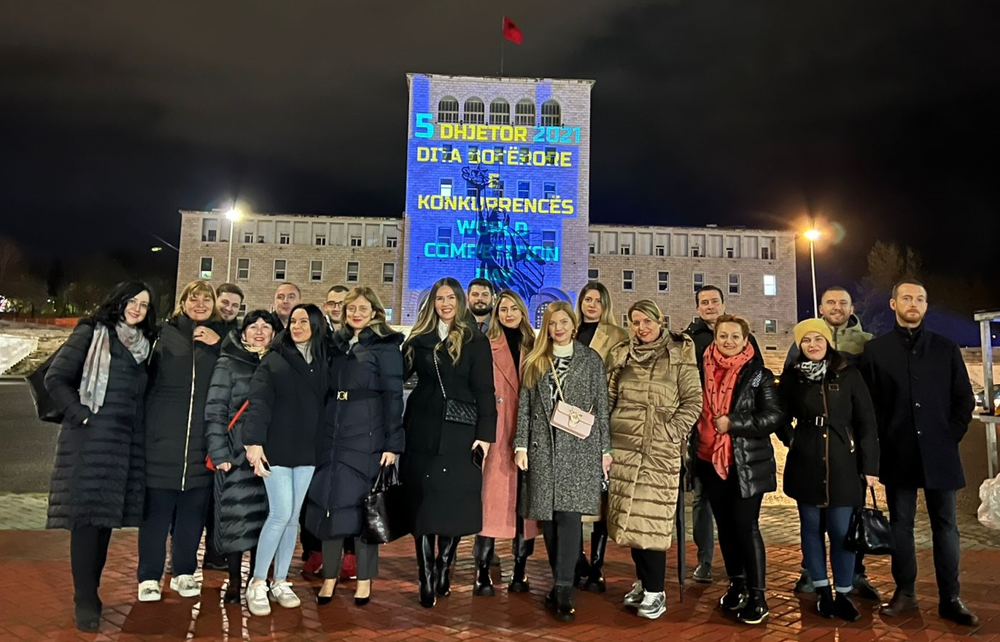 5 DHJETOR 2021
DITA BOTËRORE
E
KONKURRENCËS
WORLD
COMPETITION
DAY